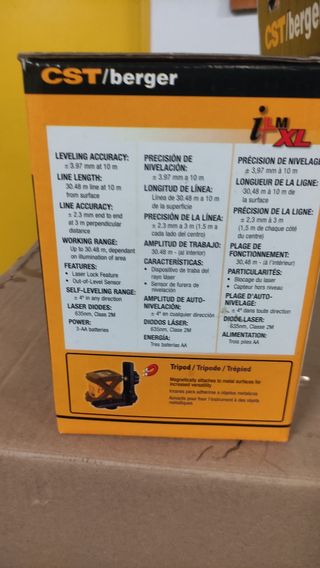 CST/berger
CST/berge
iLM
XL
LEVELING ACCURACY:
± 3.97 mm at 10 m
LINE LENGTH:
30.48 m line at 10 m
from surface
LINE ACCURACY:
± 2.3 mm end to end
at 3 m perpendicular
distance
WORKING RANGE:
Up to 30.48 m, dependant
on illumination of area
FEATURES:
• Laser Lock Feature
• Out-of-Level Sensor
SELF-LEVELING RANGE:
± 4° in any direction
LASER DIODES:
635nm, Class 2M
POWER:
3-AA batteries
PRECISIÓN DE
NIVELACIÓN:
± 3.97 mm a 10 m
LONGITUD DE LÍNEA:
Línea de 30.48 m a 10 m
de la superficie
PRECISIÓN DE LA LÍNEA:
± 2.3 mm a 3 m (1.5 m a
cada lado del centro)
AMPLITUD DE TRABAJO:
30.48 m - (al interior)
CARACTERÍSTICAS:
• Dispositivo de traba del
rayo láser
• Sensor de fuera de
nivelación
AMPLITUD DE AUTO-
NIVELACIÓN:
± 4° en cualquier dirección
DIODOS LÁSER:
635nm, Clase 2M
ENERGÍA:
Tres baterías AA
PRÉCISION DE NIVELAGE
± 3,97 mm à 10 m
LONGUEUR DE LA LIGNE:
30,48 m à 10 m de
la surface
PRÉCISION DE LA LIGNE:
± 2,3 mm à 3 m
(1,5 m de chaque côté
du centre)
PLAGE DE
FONCTIONNEMENT:
30,48 m - (à l'intérieur)
PARTICULARITÉS:
• Blocage du laser
• Capteur hors niveau
PLAGE D'AUTO-
NIVELAGE:
± 4° dans toute direction
DIODE LASER:
635nm, Classe 2M
ALIMENTATION:
Trois piles AA
Tripod / Trípode / Trépied
Magnetically attaches to metal surfaces for
increased versatility
Imanes para adherirse a objetos metálicos
Aimants pour fixer l'instrument à des objets
métalliques